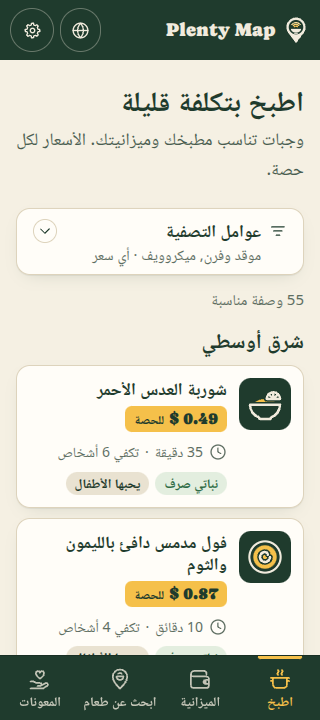 Plenty Map
اطبخ بتكلفة قليلة
وجبات تناسب مطبخك وميزانيتك. الأسعار لكل
حصة.
عوامل التصفية
موقد وفرن, ميكروويف · أي سعر
55 وصفة مناسبة
شرق أوسطي
شوربة العدس الأحمر
$ 0.49 للحصة
35 دقيقة · تكفي 6 أشخاص
نباتي صرف
يحبها الأطفال
فول مدمس دافئ بالليمون
والثوم
$ 0.87 للحصة
10 دقائق · تكفي 4 أشخاص
اطبخ
الميزانية
ابحث عن طعام
المعونات